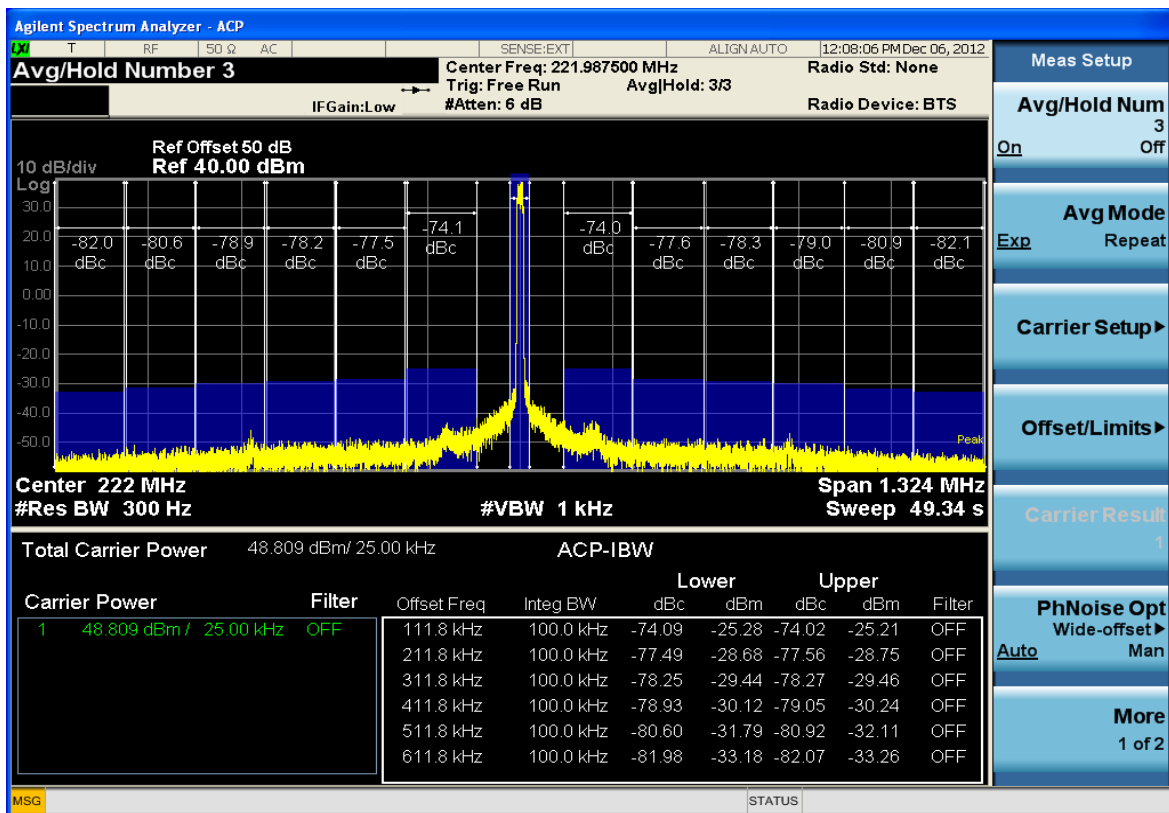 Agilent Spectrum Analyzer - ACP
LXI T RF 50 Ω AC SENSE:EXT ALIGN AUTO 12:08:06 PM Dec 06, 2012
Avg/Hold Number 3
Center Freq: 221.987500 MHz
Radio Std: None
Trig: Free Run Avg|Hold: 3/3
IFGain:Low #Atten: 6 dB
Radio Device: BTS
Ref Offset 50 dB
10 dB/div Ref 40.00 dBm
Log
30.0
20.0
10.0
0.00
-10.0
-20.0
-30.0
-40.0
-50.0
-82.0 dBc
-80.6 dBc
-78.9 dBc
-78.2 dBc
-77.5 dBc
-74.1 dBc
-74.0 dBc
-77.6 dBc
-78.3 dBc
-79.0 dBc
-80.9 dBc
-82.1 dBc
Peak
Center 222 MHz Span 1.324 MHz
#Res BW 300 Hz #VBW 1 kHz Sweep 49.34 s
Total Carrier Power 48.809 dBm/ 25.00 kHz ACP-IBW
Lower Upper
Carrier Power Filter
1 48.809 dBm / 25.00 kHz OFF
Offset Freq Integ BW dBc dBm dBc dBm Filter
111.8 kHz 100.0 kHz -74.09 -25.28 -74.02 -25.21 OFF
211.8 kHz 100.0 kHz -77.49 -28.68 -77.56 -28.75 OFF
311.8 kHz 100.0 kHz -78.25 -29.44 -78.27 -29.46 OFF
411.8 kHz 100.0 kHz -78.93 -30.12 -79.05 -30.24 OFF
511.8 kHz 100.0 kHz -80.60 -31.79 -80.92 -32.11 OFF
611.8 kHz 100.0 kHz -81.98 -33.18 -82.07 -33.26 OFF
Meas Setup
Avg/Hold Num
3
On Off
Avg Mode
Exp Repeat
Carrier Setup
Offset/Limits
Carrier Result
1
PhNoise Opt
Wide-offset
Auto Man
More
1 of 2
MSG STATUS